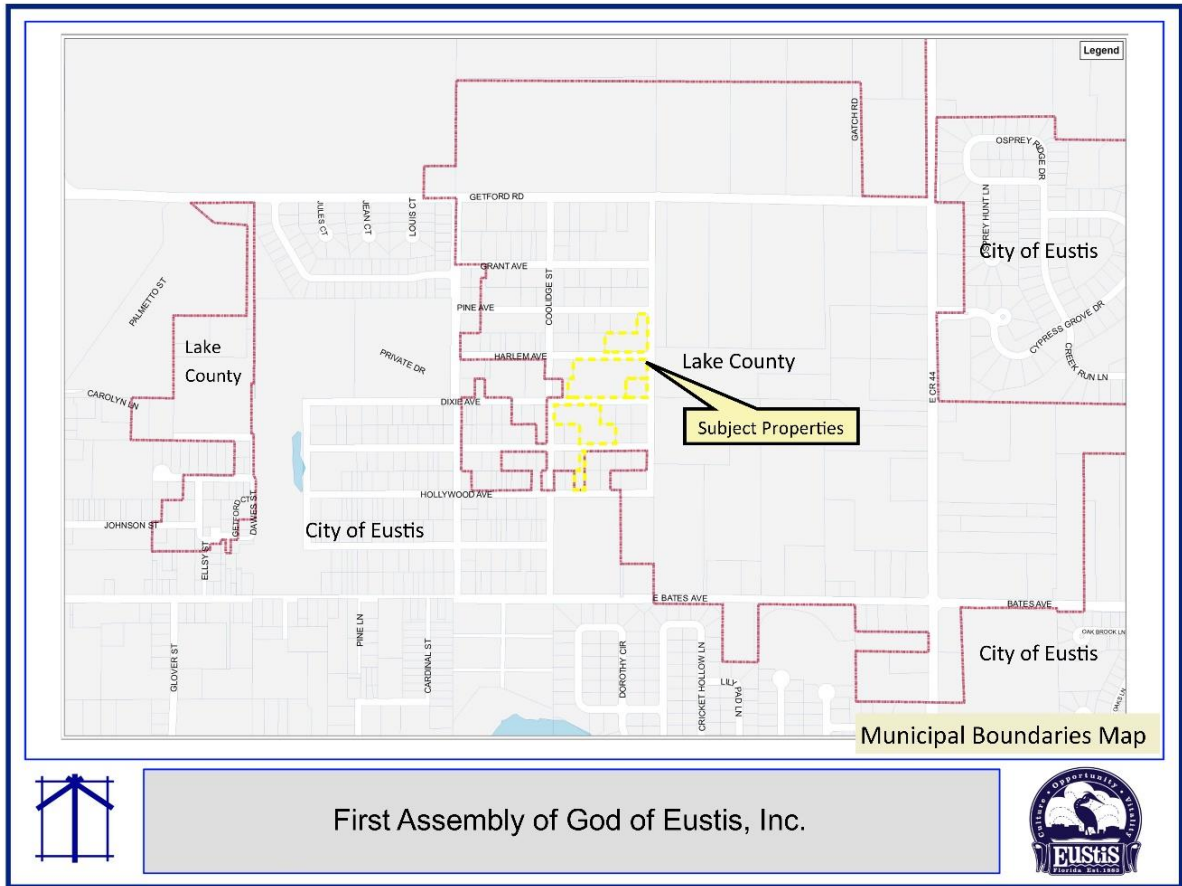 Legend
GATCH RD
OSPREY RIDGE DR
GETFORD RD
JULES CT
JEAN CT
LOUIS CT
OSPREY HUNT LN
City of Eustis
GRANT AVE
PALMETTO ST
COOLIDGE ST
PINE AVE
CYPRESS GROVE DR
Lake
County
PRIVATE DR
HARLEM AVE
Lake County
CREEK RUN LN
E CR 44
CAROLYN LN
DIXIE AVE
Subject Properties
HOLLYWOOD AVE
GETFORD CT
DAWES ST
JOHNSON ST
City of Eustis
ELLSY ST
E BATES AVE
BATES AVE
OAK BROOK LN
GLOVER ST
PINE LN
CARDINAL ST
DOROTHY CIR
CRICKET HOLLOW LN
LILY PAD LN
City of Eustis
OAKS LN
Municipal Boundaries Map
First Assembly of God of Eustis, Inc.
Culture • Opportunity • Vitality
EUSTIS
Florida Est. 1883